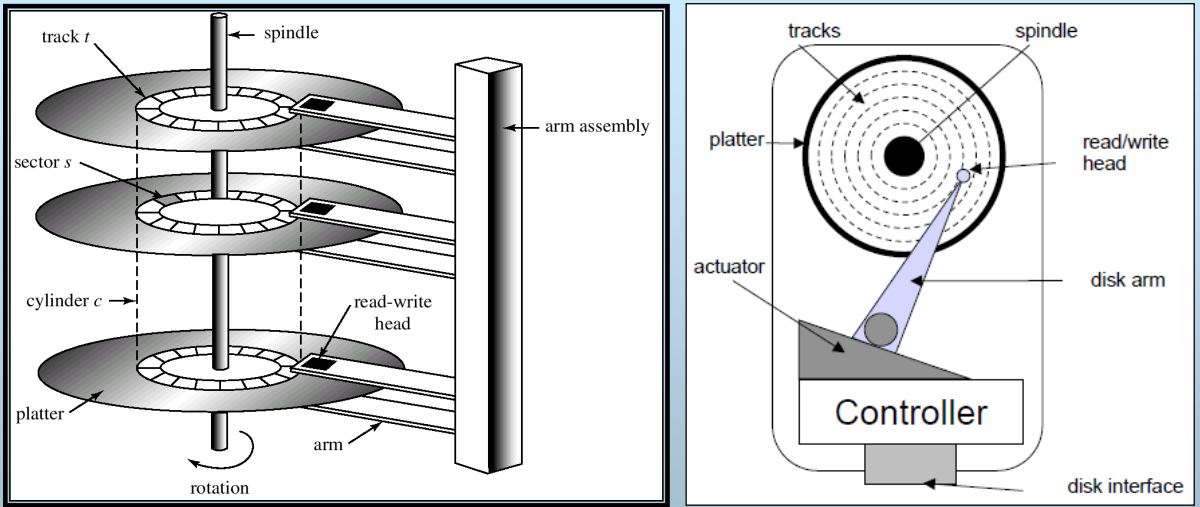 track t
spindle
arm assembly
sector s
cylinder c
read-write
head
platter
arm
rotation
tracks
spindle
platter
read/write
head
actuator
disk arm
Controller
disk interface